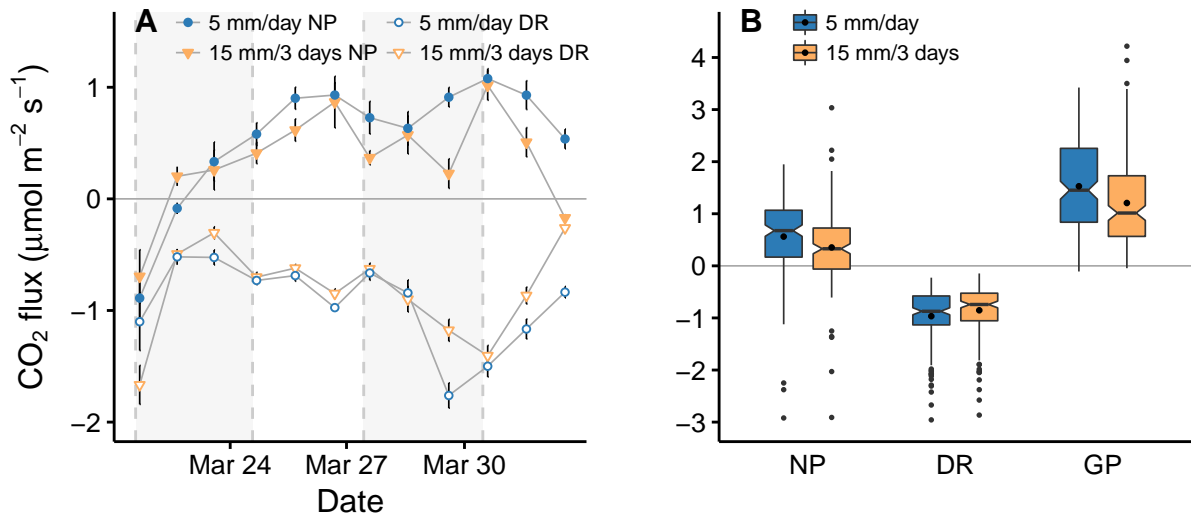 A
5 mm/day NP
5 mm/day DR
15 mm/3 days NP
15 mm/3 days DR
CO₂ flux (μmol m⁻² s⁻¹)
1
0
−1
−2
Mar 24
Mar 27
Mar 30
Date
B
5 mm/day
15 mm/3 days
4
3
2
1
0
−1
−2
−3
NP
DR
GP